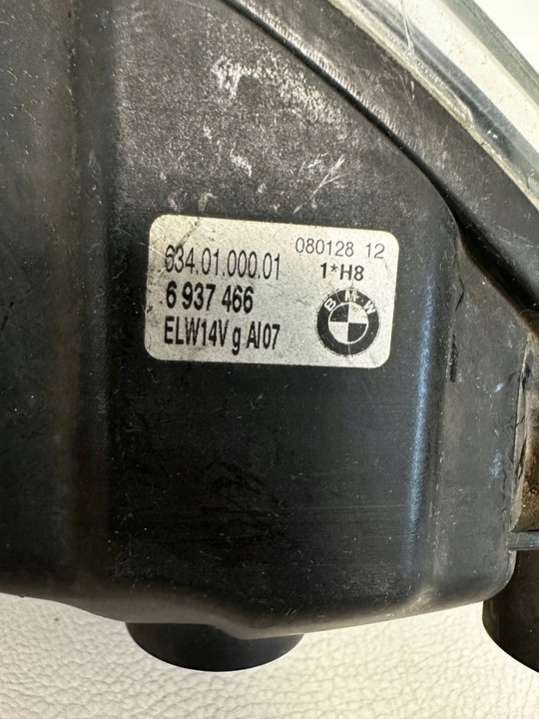 634.01.000.01
080128 12
1*H8
6 937 466
ELW14V g AI07
BMW